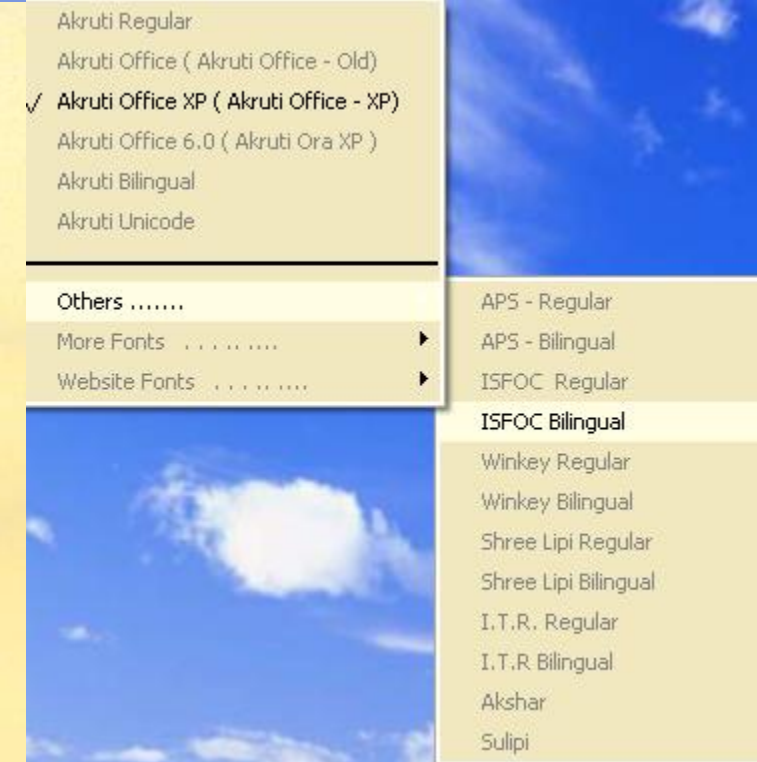 Akruti Regular
Akruti Office ( Akruti Office - Old)
√ Akruti Office XP ( Akruti Office - XP)
Akruti Office 6.0 ( Akruti Ora XP )
Akruti Bilingual
Akruti Unicode
Others .......
More Fonts . . . .. .. ...
Website Fonts . . . .. .. ...
APS - Regular
APS - Bilingual
ISFOC Regular
ISFOC Bilingual
Winkey Regular
Winkey Bilingual
Shree Lipi Regular
Shree Lipi Bilingual
I.T.R. Regular
I.T.R Bilingual
Akshar
Sulipi